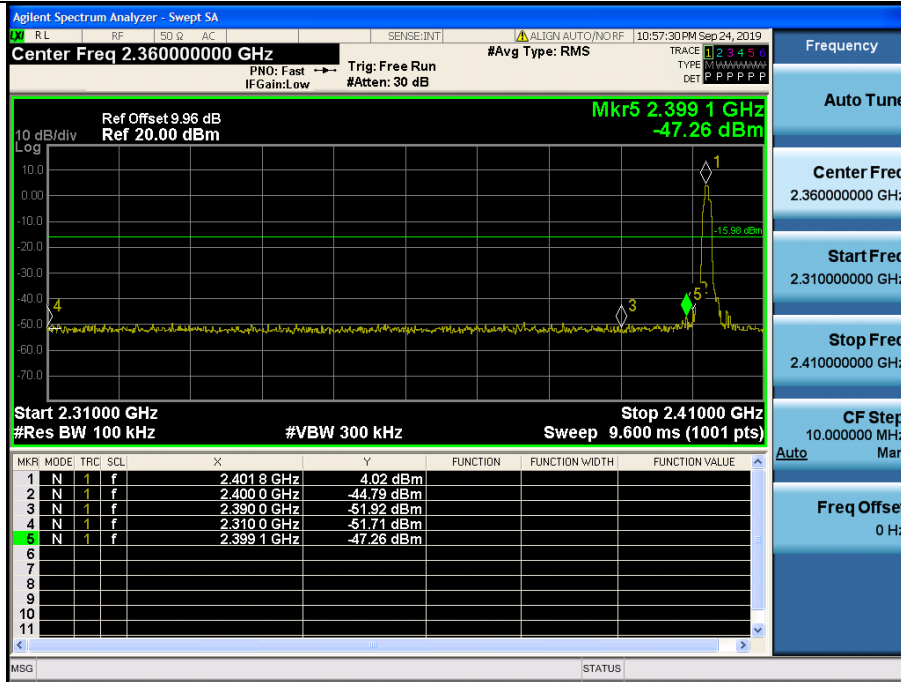 Agilent Spectrum Analyzer - Swept SA
LXI RL RF 50 Ω AC SENSE:INT ALIGN AUTO/NO RF 10:57:30 PM Sep 24, 2019
Center Freq 2.360000000 GHz #Avg Type: RMS TRACE 1 2 3 4 5 6
PNO: Fast Trig: Free Run TYPE M WWWWW
IFGain:Low #Atten: 30 dB DET P P P P P P
Frequency
Auto Tune
Center Freq
2.360000000 GHz
Start Freq
2.310000000 GHz
Stop Freq
2.410000000 GHz
CF Step
10.000000 MHz
Auto Man
Freq Offset
0 Hz
Mkr5 2.399 1 GHz
-47.26 dBm
Ref Offset 9.96 dB
10 dB/div Ref 20.00 dBm
Log
10.0
0.00
-10.0
-20.0
-30.0
-40.0
-50.0
-60.0
-70.0
1
-15.98 dBm
4
3
5
Start 2.31000 GHz Stop 2.41000 GHz
#Res BW 100 kHz #VBW 300 kHz Sweep 9.600 ms (1001 pts)
MKR MODE TRC SCL X Y FUNCTION FUNCTION WIDTH FUNCTION VALUE
1 N 1 f 2.401 8 GHz 4.02 dBm
2 N 1 f 2.400 0 GHz -44.79 dBm
3 N 1 f 2.390 0 GHz -51.92 dBm
4 N 1 f 2.310 0 GHz -51.71 dBm
5 N 1 f 2.399 1 GHz -47.26 dBm
6
7
8
9
10
11
MSG STATUS